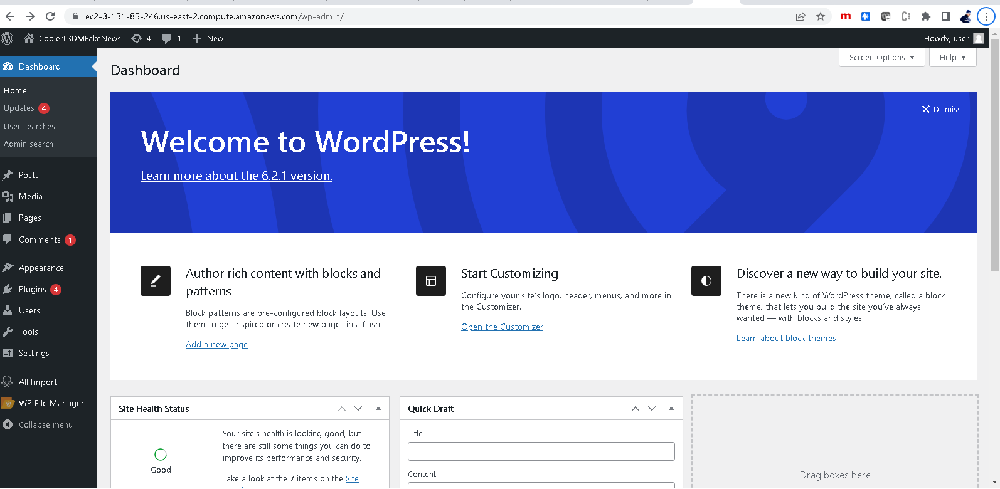 ec2-3-131-85-246.us-east-2.compute.amazonaws.com/wp-admin/
CoolerLSDMFakeNews 4 1 New Howdy, user
Dashboard
Home
Updates 4
User searches
Admin search
Posts
Media
Pages
Comments 1
Appearance
Plugins 4
Users
Tools
Settings
All Import
WP File Manager
Collapse menu
Screen Options Help
Dashboard
Dismiss
Welcome to WordPress!
Learn more about the 6.2.1 version.
Author rich content with blocks and
patterns
Block patterns are pre-configured block layouts. Use
them to get inspired or create new pages in a flash.
Add a new page
Start Customizing
Configure your site's logo, header, menus, and more in
the Customizer.
Open the Customizer
Discover a new way to build your site.
There is a new kind of WordPress theme, called a block
theme, that lets you build the site you've always
wanted — with blocks and styles.
Learn about block themes
Site Health Status
Good
Your site's health is looking good, but
there are still some things you can do to
improve its performance and security.
Take a look at the 7 items on the Site
Quick Draft
Title
Content
Drag boxes here